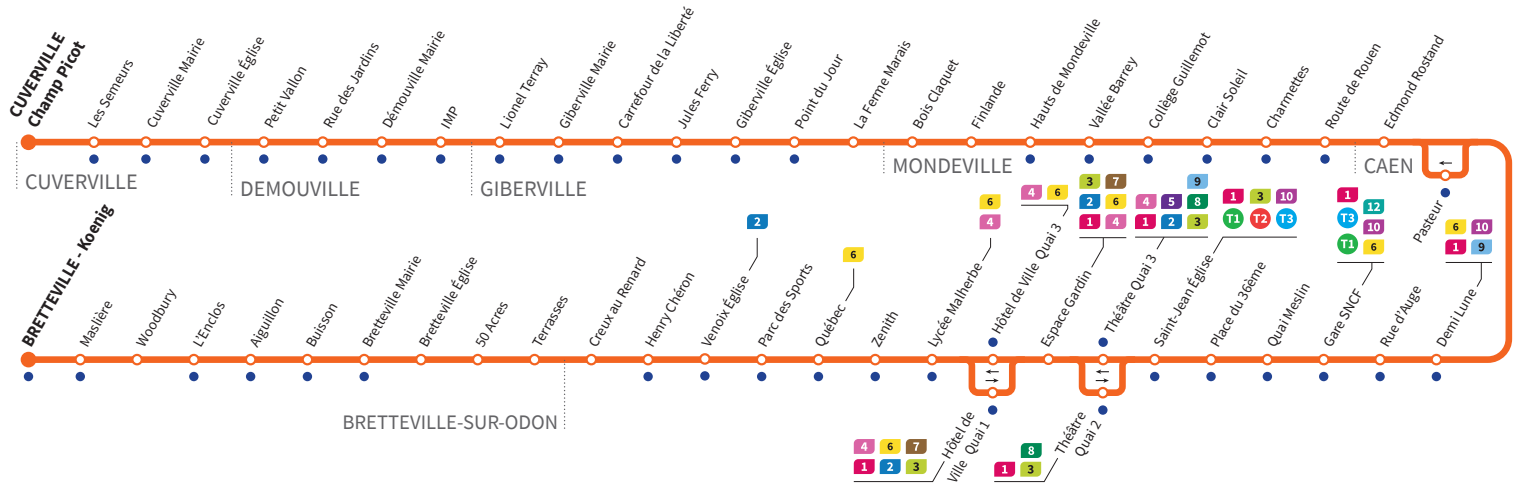 CUVERVILLE
Champ Picot
Les Semeurs
Cuverville Mairie
Cuverville Église
Petit Vallon
Rue des Jardins
Démouville Mairie
IMP
Lionel Terray
Giberville Mairie
Carrefour de la Liberté
Jules Ferry
Giberville Église
Point du Jour
La Ferme Marais
Bois Claquet
Finlande
Hauts de Mondeville
Vallée Barrey
Collège Guillemot
Clair Soleil
Charmettes
Route de Rouen
Edmond Rostand
Pasteur
CUVERVILLE
DEMOUVILLE
GIBERVILLE
MONDEVILLE
CAEN
BRETTEVILLE - Koenig
Maslière
Woodbury
L'Enclos
Aiguillon
Buisson
Bretteville Mairie
Bretteville Église
50 Acres
Terrasses
Creux au Renard
Henry Chéron
Venoix Église
2
Parc des Sports
Québec
6
Zenith
Lycée Malherbe
6
4
Hôtel de Ville Quai 3
4 6
Espace Gardin
3 7
2 6
1 4
Théâtre Quai 3
9
4 5 8
1 2 3
Saint-Jean Église
1 3 10
T1 T2 T3
Place du 36ème
Quai Meslin
Gare SNCF
1
12
T3
10
T1 6
Rue d'Auge
Demi Lune
6 10
1 9
BRETTEVILLE-SUR-ODON
4 6 7
1 2 3
Hôtel de
Ville Quai 1
8
1 3
Théâtre
Quai 2